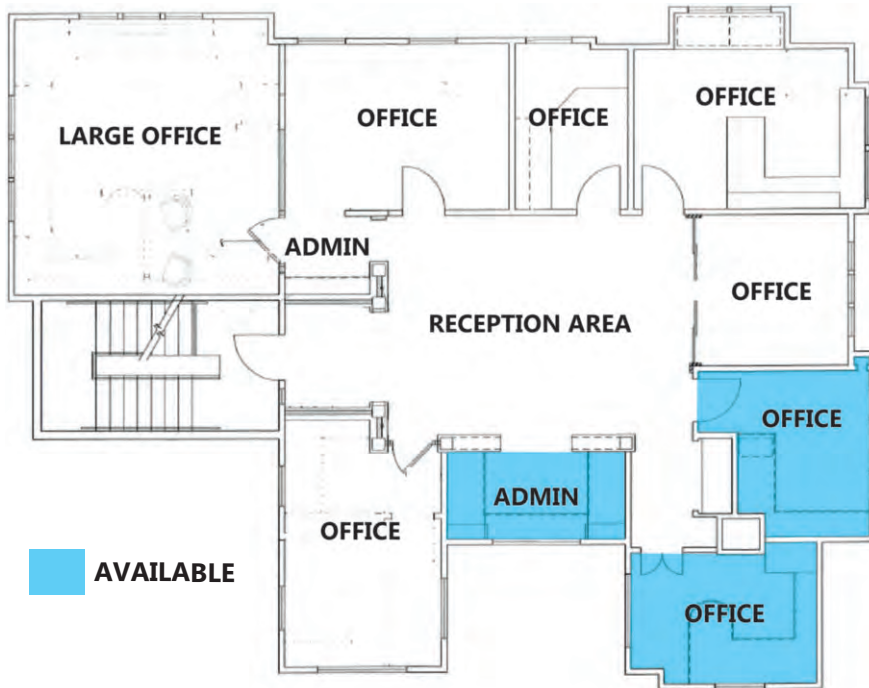 OFFICE
OFFICE
OFFICE
LARGE OFFICE
ADMIN
OFFICE
RECEPTION AREA
OFFICE
ADMIN
OFFICE
AVAILABLE
OFFICE